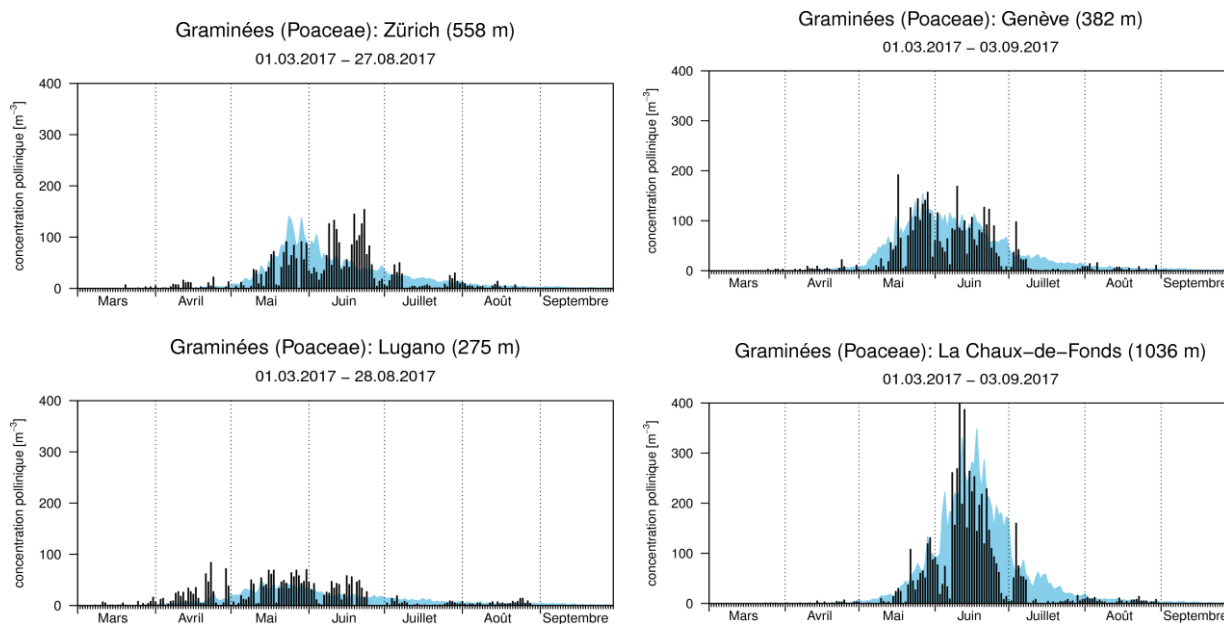 Graminées (Poaceae): Zürich (558 m)
01.03.2017 − 27.08.2017
concentration pollinique [m⁻³]
400
300
200
100
0
Mars Avril Mai Juin Juillet Août Septembre
Graminées (Poaceae): Genève (382 m)
01.03.2017 − 03.09.2017
concentration pollinique [m⁻³]
400
300
200
100
0
Mars Avril Mai Juin Juillet Août Septembre
Graminées (Poaceae): Lugano (275 m)
01.03.2017 − 28.08.2017
concentration pollinique [m⁻³]
400
300
200
100
0
Mars Avril Mai Juin Juillet Août Septembre
Graminées (Poaceae): La Chaux−de−Fonds (1036 m)
01.03.2017 − 03.09.2017
concentration pollinique [m⁻³]
400
300
200
100
0
Mars Avril Mai Juin Juillet Août Septembre